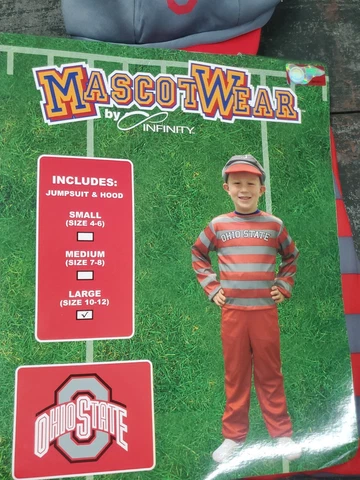 MASCOTWEAR
by INFINITY
INCLUDES:
JUMPSUIT & HOOD
SMALL
(SIZE 4-6)
MEDIUM
(SIZE 7-8)
LARGE
(SIZE 10-12)
OHIO STATE
OHIO STATE